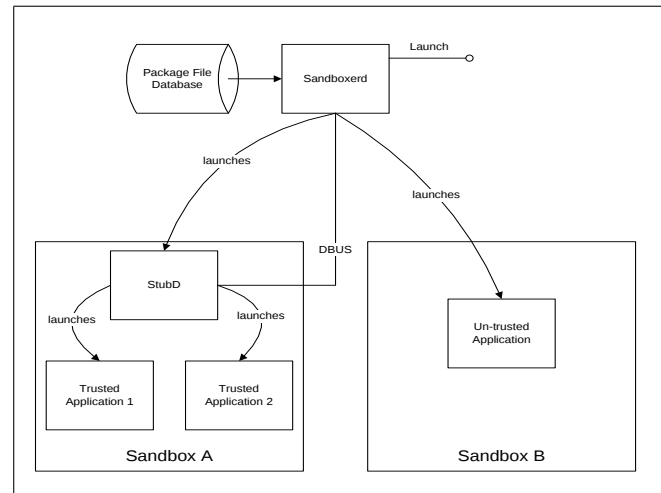 Launch
Package File
Database
Sandboxerd
launches
launches
DBUS
StubD
launches
launches
Un-trusted
Application
Trusted
Application 1
Trusted
Application 2
Sandbox A
Sandbox B